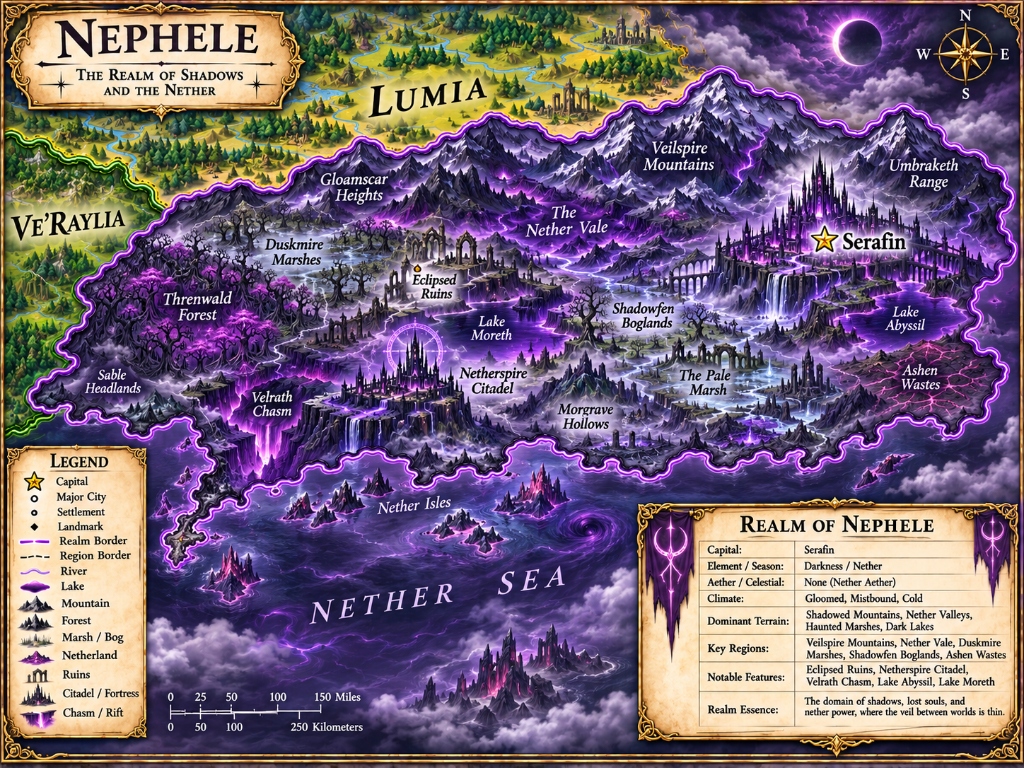 NEPHELE
THE REALM OF SHADOWS
AND THE NETHER
LUMIA
VE'RAYLIA
N
W E
S
Gloamscar
Heights
Veilspire
Mountains
Umbraketh
Range
The
Nether Vale
Duskmire
Marshes
Serafin
Eclipsed
Ruins
Threnwald
Forest
Lake
Moreth
Shadowfen
Boglands
Lake
Abyssil
Sable
Headlands
Netherspire
Citadel
The Pale
Marsh
Ashen
Wastes
Velrath
Chasm
Morgrave
Hollows
Nether Isles
NETHER SEA
LEGEND
Capital
Major City
Settlement
Landmark
Realm Border
Region Border
River
Lake
Mountain
Forest
Marsh / Bog
Netherland
Ruins
Citadel / Fortress
Chasm / Rift
0 25 50 100 150 Miles
0 50 100 250 Kilometers
REALM OF NEPHELE
Capital: Serafin
Element / Season: Darkness / Nether
Aether / Celestial: None (Nether Aether)
Climate: Gloomed, Mistbound, Cold
Dominant Terrain: Shadowed Mountains, Nether Valleys,
Haunted Marshes, Dark Lakes
Key Regions: Veilspire Mountains, Nether Vale, Duskmire
Marshes, Shadowfen Boglands, Ashen Wastes
Notable Features: Eclipsed Ruins, Netherspire Citadel,
Velrath Chasm, Lake Abyssil, Lake Moreth
Realm Essence: The domain of shadows, lost souls, and
nether power, where the veil between worlds is thin.